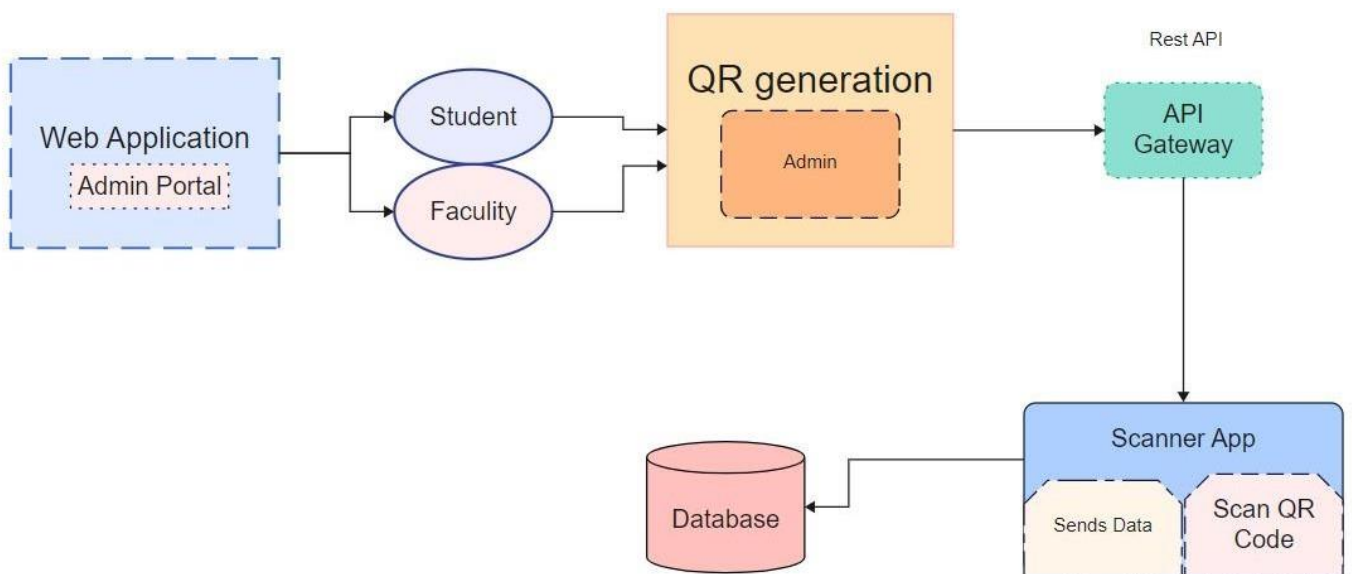 Rest API
QR generation
API
Gateway
Student
Web Application
Admin
Admin Portal
Faculity
Scanner App
Database
Sends Data
Scan QR
Code